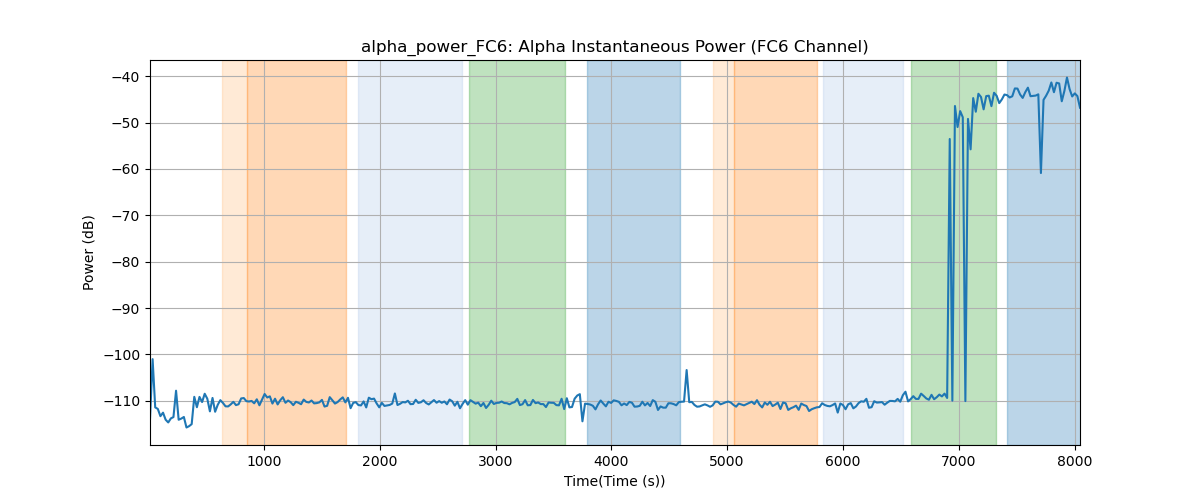 alpha_power_FC6: Alpha Instantaneous Power (FC6 Channel)
−40
−50
−60
−70
−80
−90
−100
−110
Power (dB)
1000 2000 3000 4000 5000 6000 7000 8000
Time(Time (s))